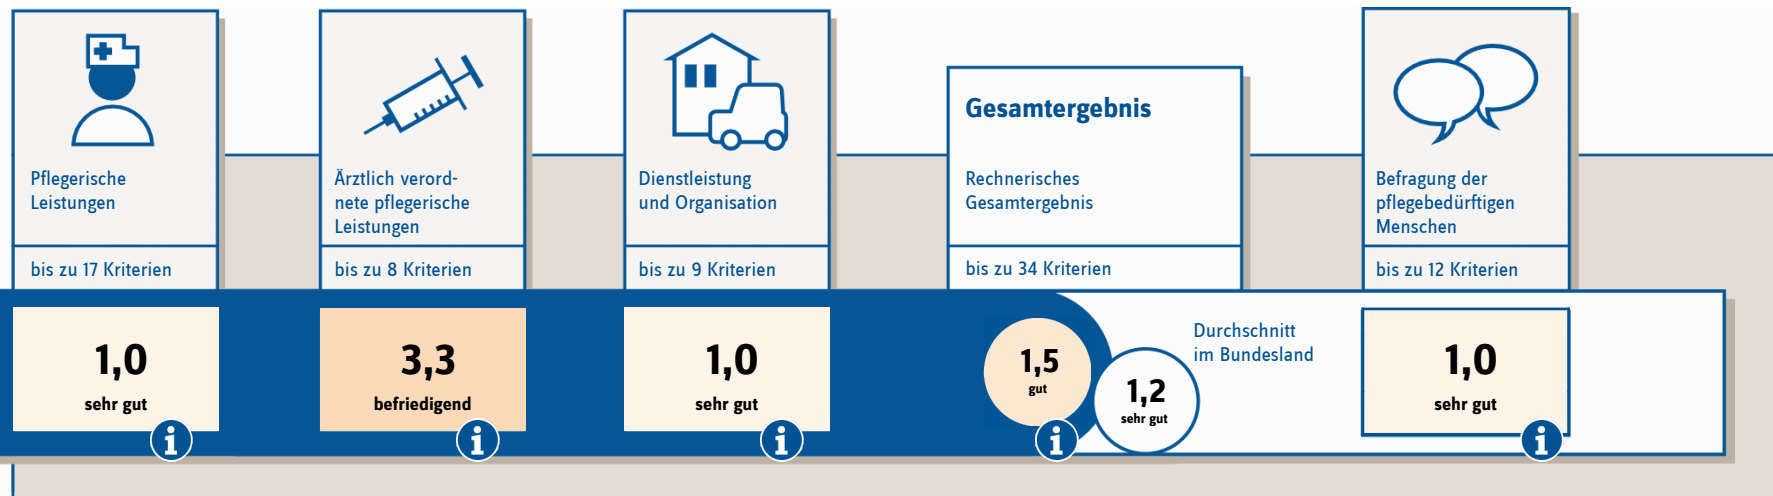 Pflegerische
Leistungen
bis zu 17 Kriterien
1,0
sehr gut
i
Ärztlich verord-
nete pflegerische
Leistungen
bis zu 8 Kriterien
3,3
befriedigend
i
Dienstleistung
und Organisation
bis zu 9 Kriterien
1,0
sehr gut
i
Gesamtergebnis
Rechnerisches
Gesamtergebnis
bis zu 34 Kriterien
1,5
gut
i
Durchschnitt
im Bundesland
1,2
sehr gut
Befragung der
pflegebedürftigen
Menschen
bis zu 12 Kriterien
1,0
sehr gut
i